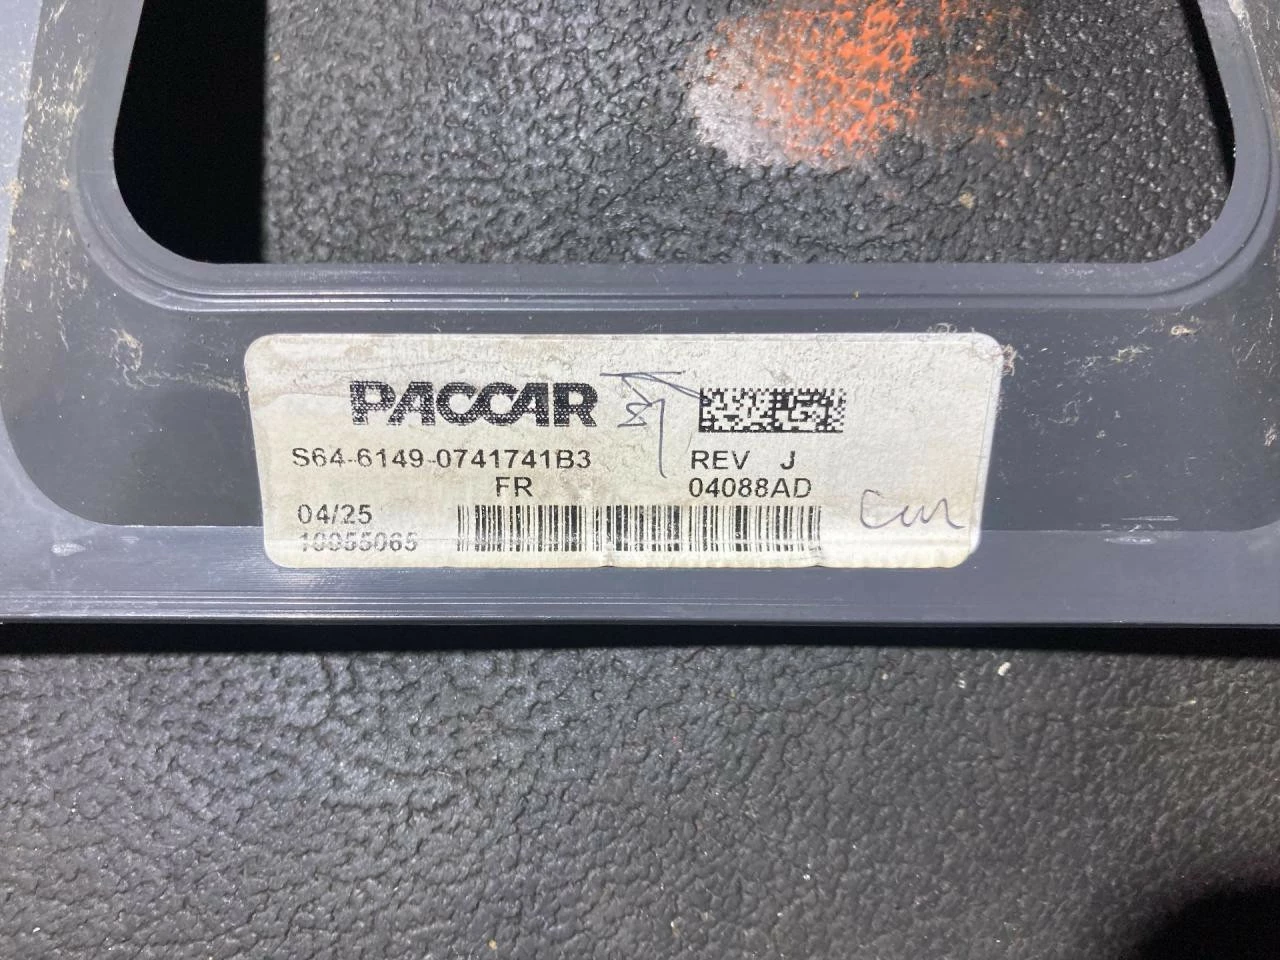 PACCAR
S64-6149-0741741B3 REV J
FR 04088AD
04/25
10055065